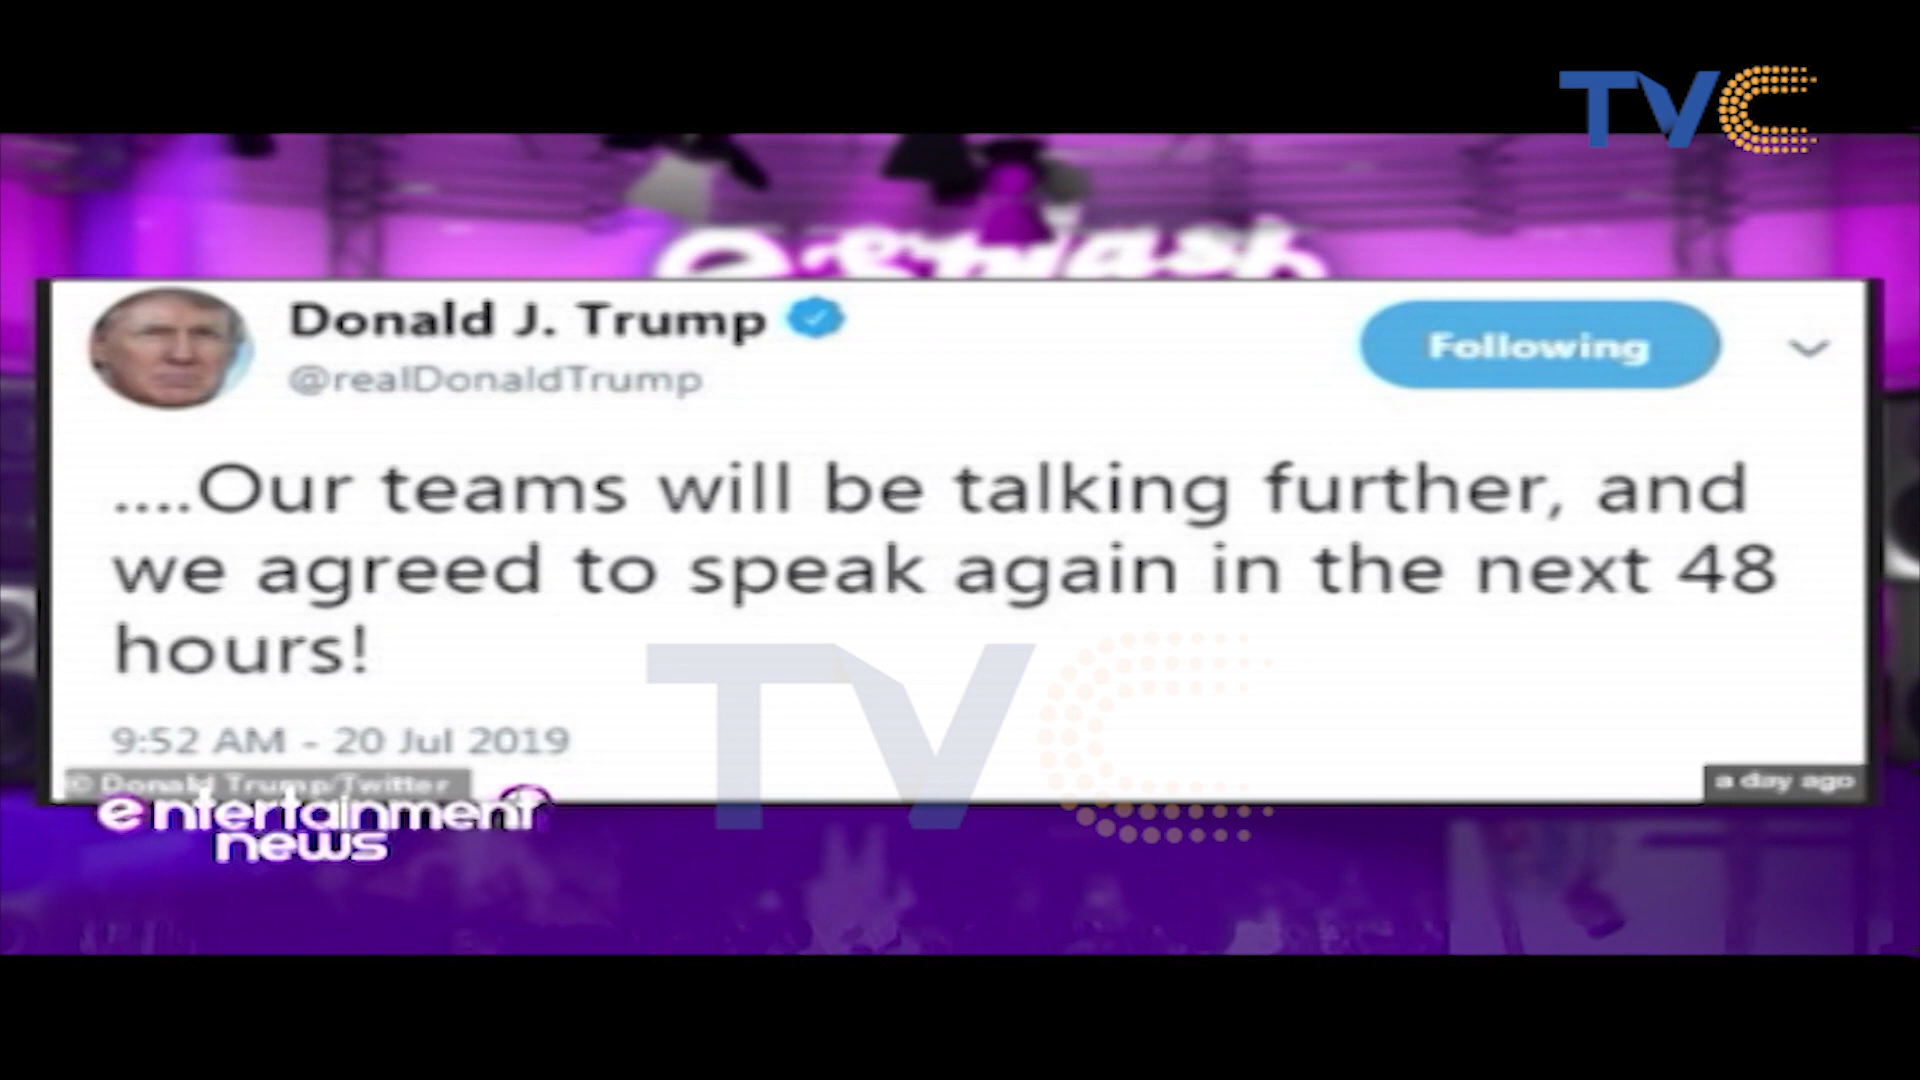 TVC
e-splash
Donald J. Trump
@realDonaldTrump
Following
....Our teams will be talking further, and
we agreed to speak again in the next 48
hours!
9:52 AM - 20 Jul 2019
© Donald Trump/Twitter
a day ago
entertainment
news
TVC